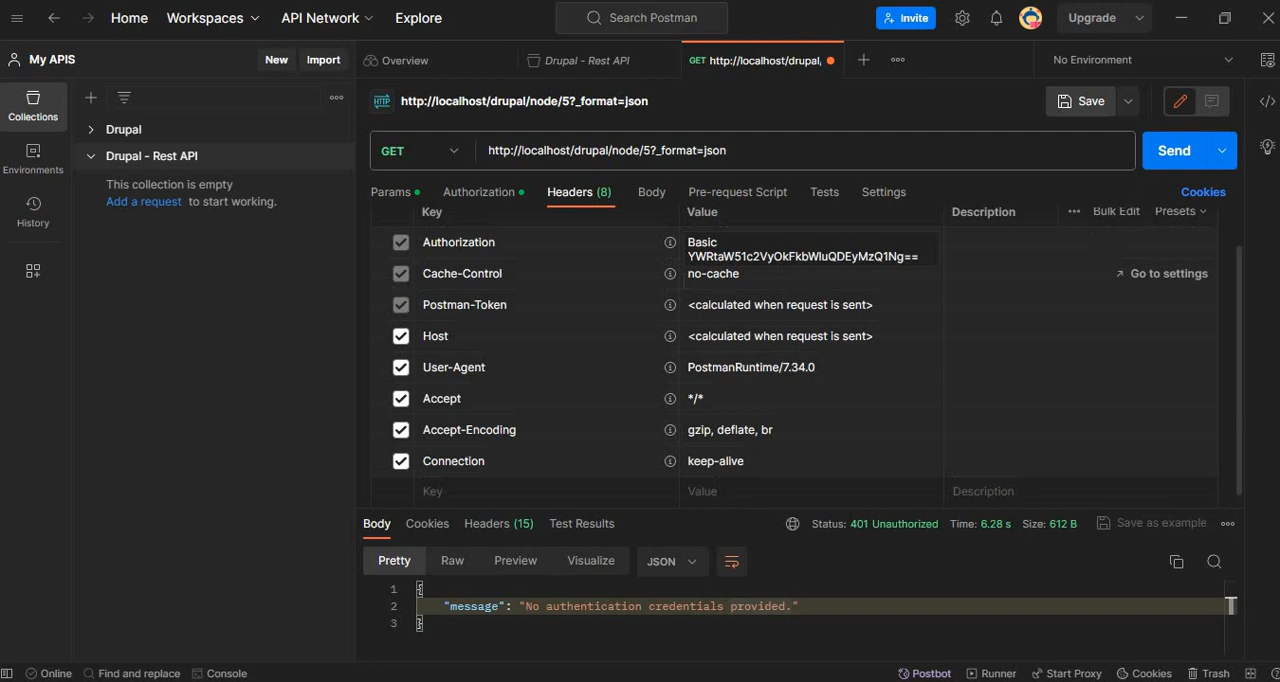 Home Workspaces API Network Explore Search Postman Invite Upgrade
My APIS New Import Overview Drupal - Rest API GET http://localhost/drupal, No Environment
Collections
Environments
History
Drupal
Drupal - Rest API
This collection is empty
Add a request to start working.
HTTP http://localhost/drupal/node/5?_format=json Save
GET http://localhost/drupal/node/5?_format=json Send
Params Authorization Headers (8) Body Pre-request Script Tests Settings Cookies
Key Value Description Bulk Edit Presets
Authorization Basic
YWRtaW51c2VyOkFkbWluQDEyMzQ1Ng==
Cache-Control no-cache Go to settings
Postman-Token <calculated when request is sent>
Host <calculated when request is sent>
User-Agent PostmanRuntime/7.34.0
Accept */*
Accept-Encoding gzip, deflate, br
Connection keep-alive
Key Value Description
Body Cookies Headers (15) Test Results Status: 401 Unauthorized Time: 6.28 s Size: 612 B Save as example
Pretty Raw Preview Visualize JSON
1 {
2 "message": "No authentication credentials provided."
3 }
Online Find and replace Console Postbot Runner Start Proxy Cookies Trash